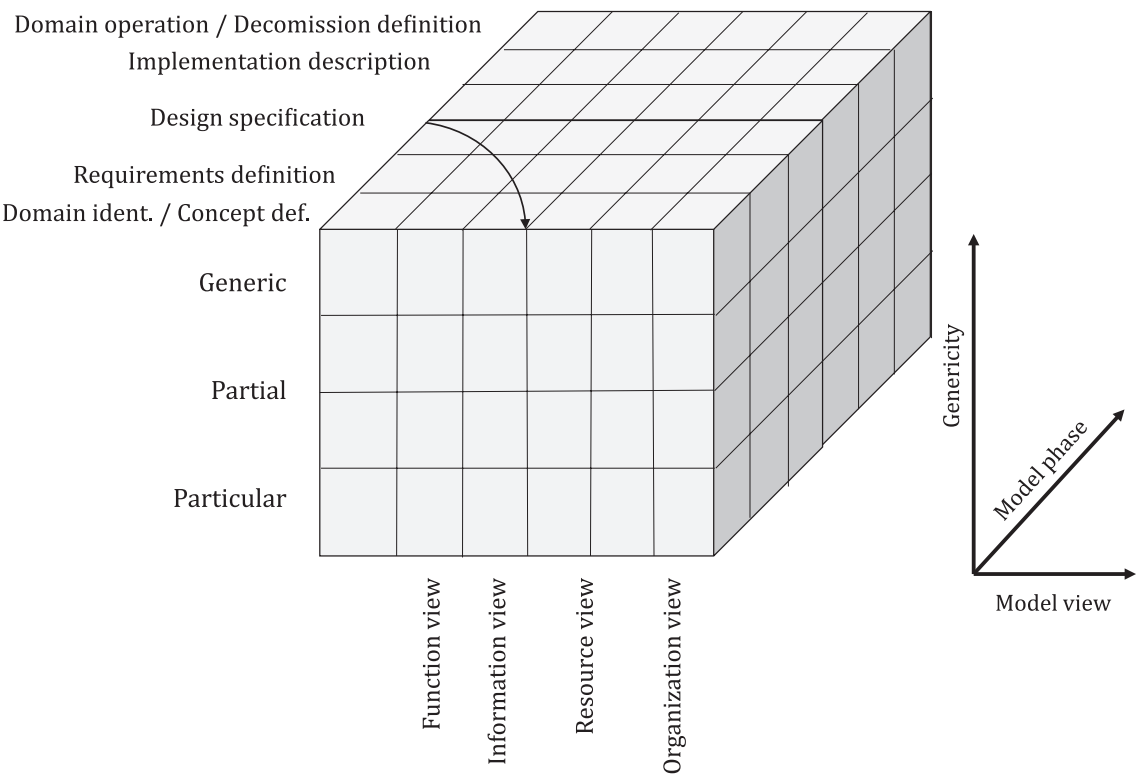 Domain operation / Decomission definition
Implementation description
Design specification
Requirements definition
Domain ident. / Concept def.
Generic
Partial
Particular
Function view
Information view
Resource view
Organization view
Genericity
Model phase
Model view